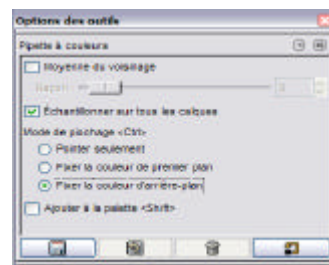 Options des outils
Pipette à couleurs
Moyenne du voisinage
Rayon:
Échantillonner sur tous les calques
Mode de piochage <Ctrl>
Pointer seulement
Fixer la couleur de premier plan
Fixer la couleur d'arrière-plan
Ajouter à la palette <Shift>